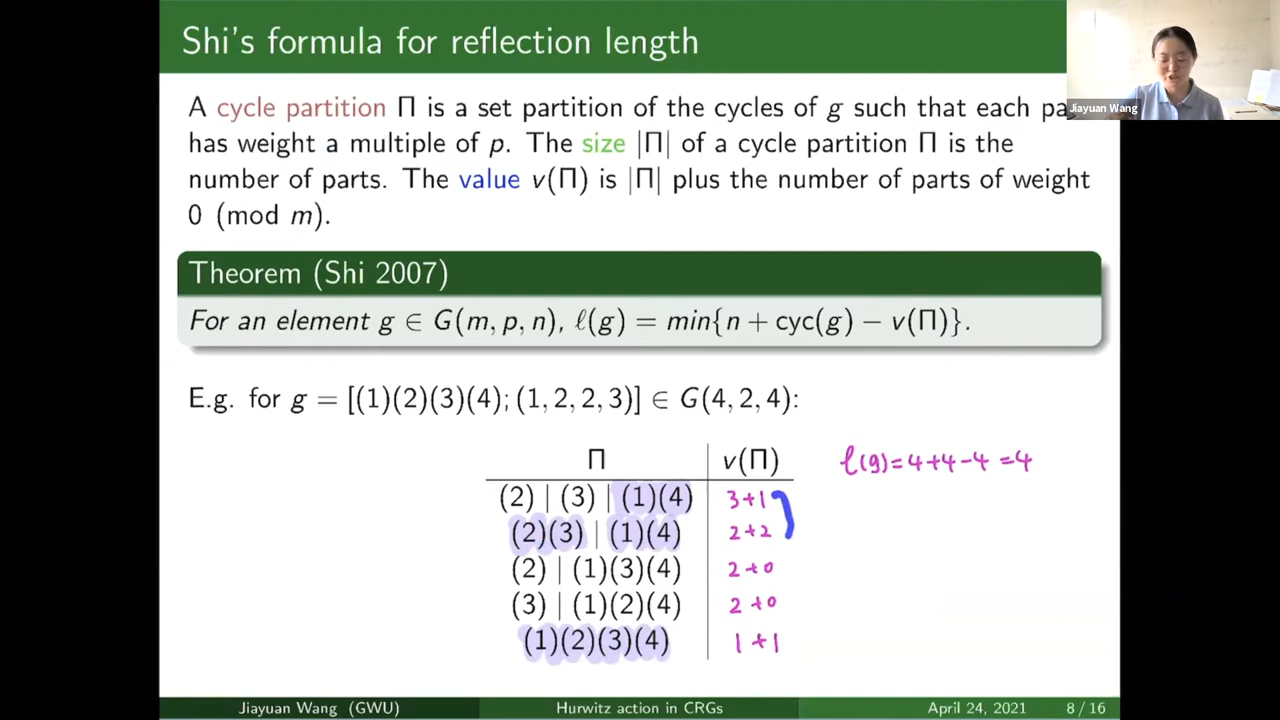 Shi's formula for reflection length
Jiayuan Wang
A cycle partition Π is a set partition of the cycles of g such that each
has weight a multiple of p. The size |Π| of a cycle partition Π is the
number of parts. The value v(Π) is |Π| plus the number of parts of weight
0 (mod m).
Theorem (Shi 2007)
For an element g ∈ G(m, p, n), ℓ(g) = min{n + cyc(g) − v(Π)}.
E.g. for g = [(1)(2)(3)(4); (1, 2, 2, 3)] ∈ G(4, 2, 4):
Π v(Π) ℓ(g)=4+4-4=4
(2) | (3) | (1)(4) 3+1
(2)(3) | (1)(4) 2+2
(2) | (1)(3)(4) 2+0
(3) | (1)(2)(4) 2+0
(1)(2)(3)(4) 1+1
Jiayuan Wang (GWU) Hurwitz action in CRGs April 24, 2021 8 / 16